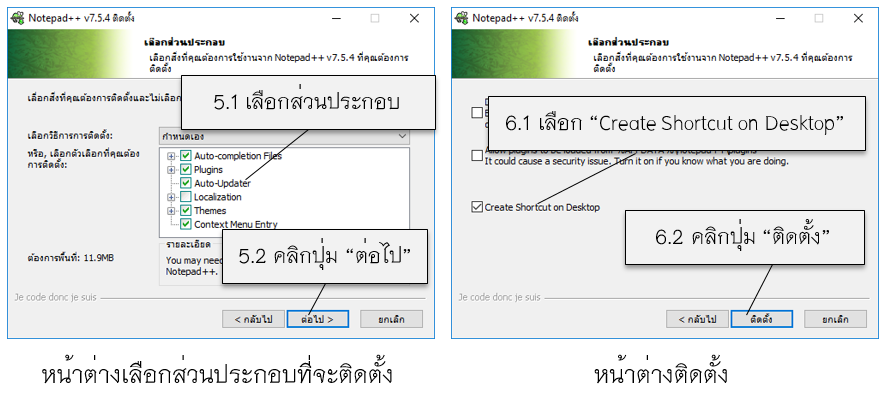 Notepad++ v7.5.4 ติดตั้ง
เลือกส่วนประกอบ
เลือกสิ่งที่คุณต้องการใช้งานจาก Notepad++ v7.5.4 ที่คุณต้องการ
ติดตั้ง
เลือกสิ่งที่คุณต้องการติดตั้งและไม่เลือก
5.1 เลือกส่วนประกอบ
เลือกวิธีการการติดตั้ง:
กำหนดเอง
หรือ, เลือกตัวเลือกที่คุณต้อง
การติดตั้ง:
Auto-completion Files
Plugins
Auto-Updater
Localization
Themes
Context Menu Entry
รายละเอียด
ต้องการพื้นที่: 11.9MB
You may need
Notepad++.
5.2 คลิกปุ่ม “ต่อไป”
Je code donc je suis
< กลับไป
ต่อไป >
ยกเลิก
หน้าต่างเลือกส่วนประกอบที่จะติดตั้ง
Notepad++ v7.5.4 ติดตั้ง
เลือกส่วนประกอบ
เลือกสิ่งที่คุณต้องการใช้งานจาก Notepad++ v7.5.4 ที่คุณต้องการ
ติดตั้ง
6.1 เลือก “Create Shortcut on Desktop”
It could cause a security issue. Turn it on if you know what you are doing.
Create Shortcut on Desktop
6.2 คลิกปุ่ม “ติดตั้ง”
Je code donc je suis
< กลับไป
ติดตั้ง
ยกเลิก
หน้าต่างติดตั้ง